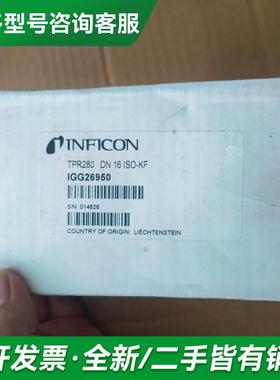 型号咨询客服
INFICON
TPR280 DN 16 ISO-KF
IGG26950
S/N 014626
COUNTRY OF ORIGIN: LIECHTENSTEIN
开发票·全新/二手皆有